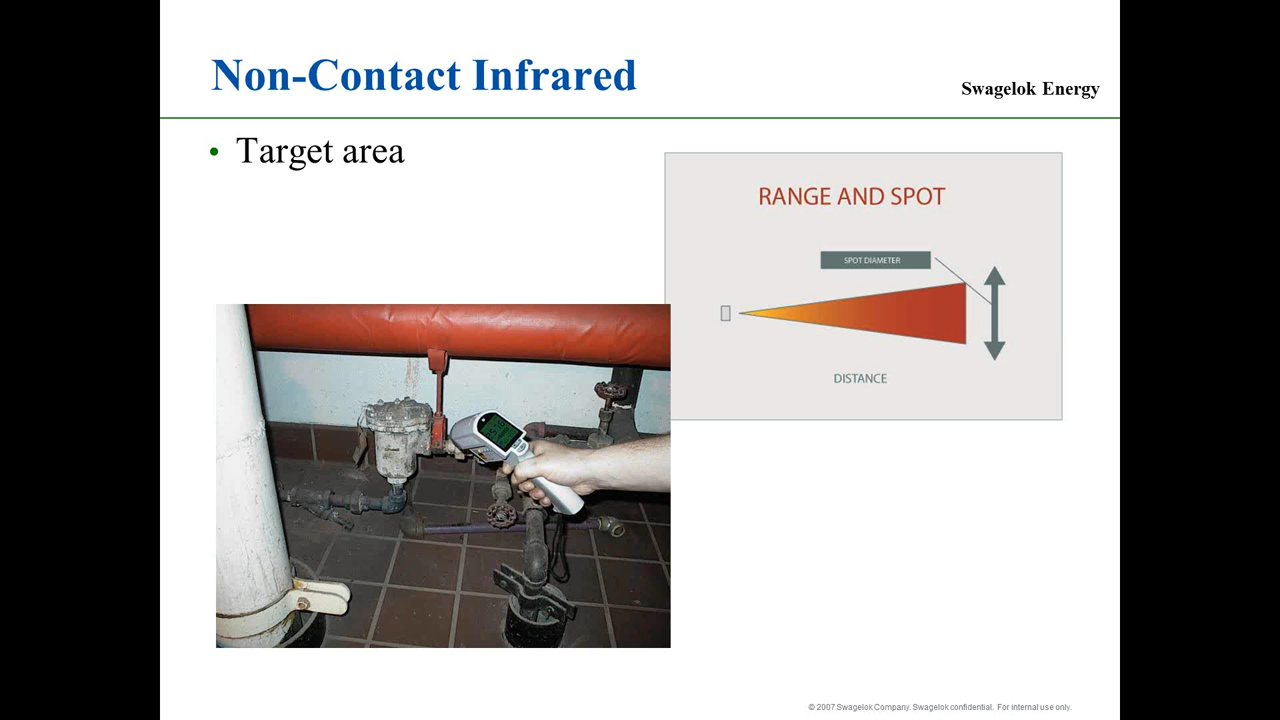 Non-Contact Infrared
Swagelok Energy
• Target area
RANGE AND SPOT
SPOT DIAMETER
DISTANCE
© 2007 Swagelok Company. Swagelok confidential. For internal use only.